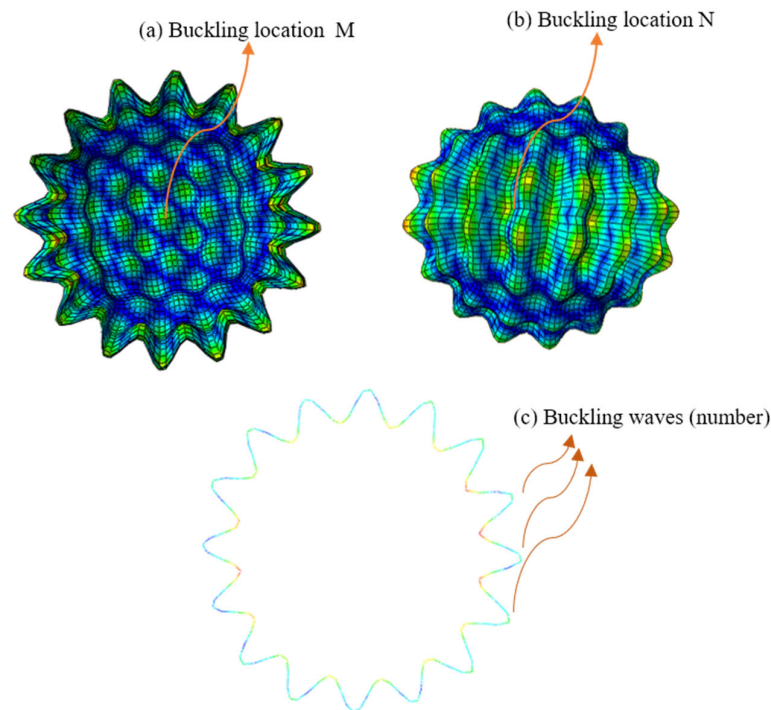 (a) Buckling location M
(b) Buckling location N
(c) Buckling waves (number)